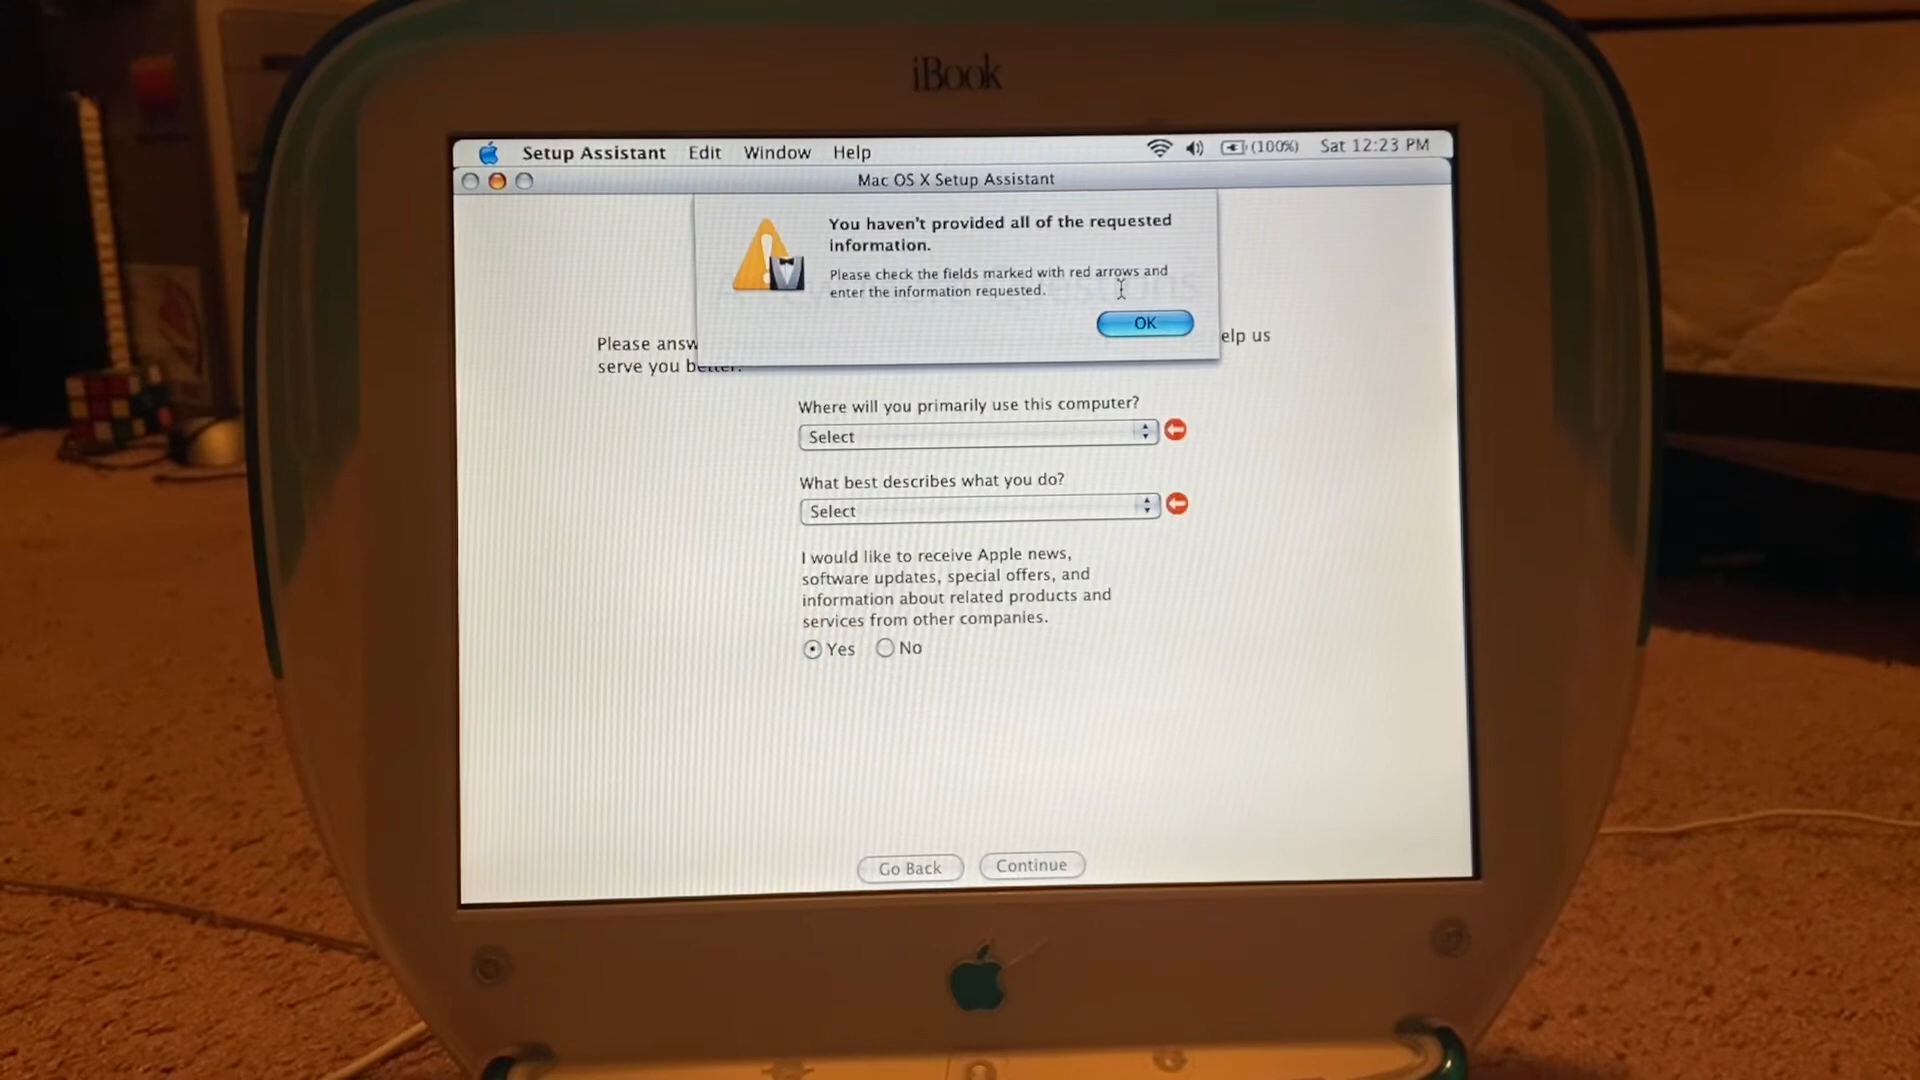 iBook
Setup Assistant Edit Window Help (100%) Sat 12:23 PM
Mac OS X Setup Assistant
You haven't provided all of the requested
information.
Please check the fields marked with red arrows and
enter the information requested.
OK
Please answ elp us
serve you better.
Where will you primarily use this computer?
Select
What best describes what you do?
Select
I would like to receive Apple news,
software updates, special offers, and
information about related products and
services from other companies.
Yes No
Go Back Continue